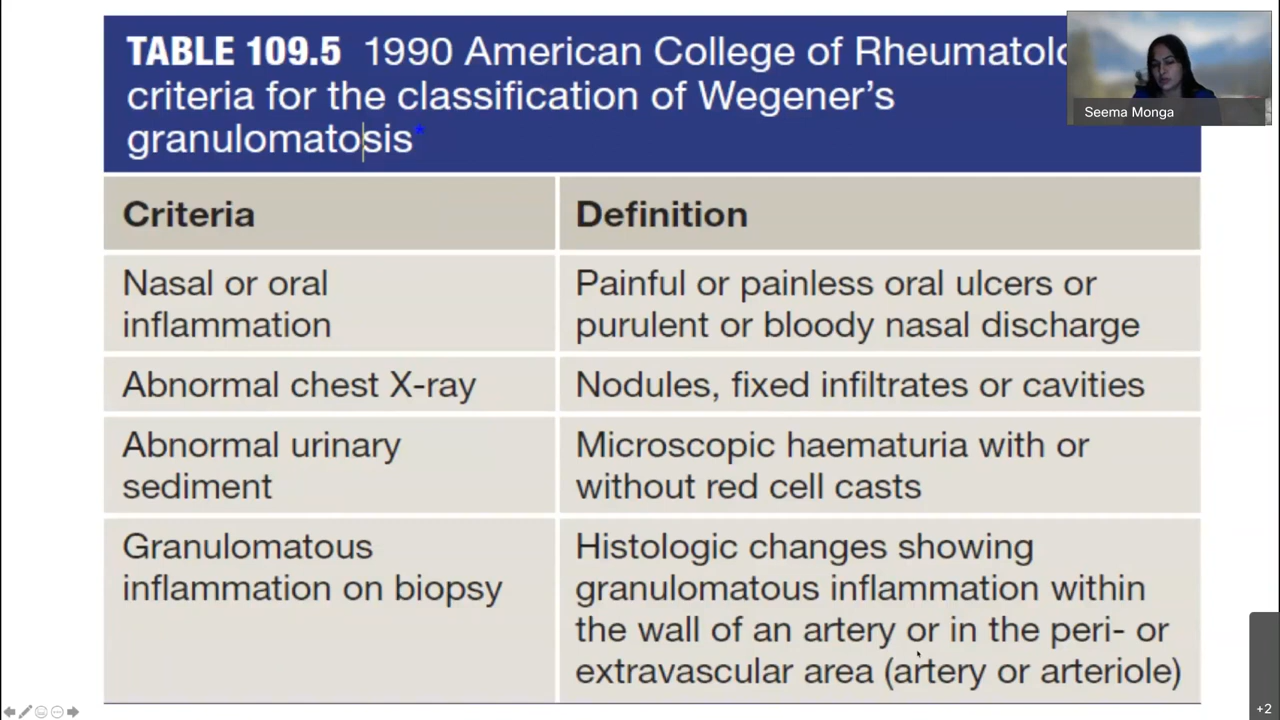 TABLE 109.5 1990 American College of
criteria for the classification of Wegener's
granulomatosis*
Seema Monga
Criteria
Definition
Nasal or oral
inflammation
Painful or painless oral ulcers or
purulent or bloody nasal discharge
Abnormal chest X-ray
Nodules, fixed infiltrates or cavities
Abnormal urinary
sediment
Microscopic haematuria with or
without red cell casts
Granulomatous
inflammation on biopsy
Histologic changes showing
granulomatous inflammation within
the wall of an artery or in the peri- or
extravascular area (artery or arteriole)
+2